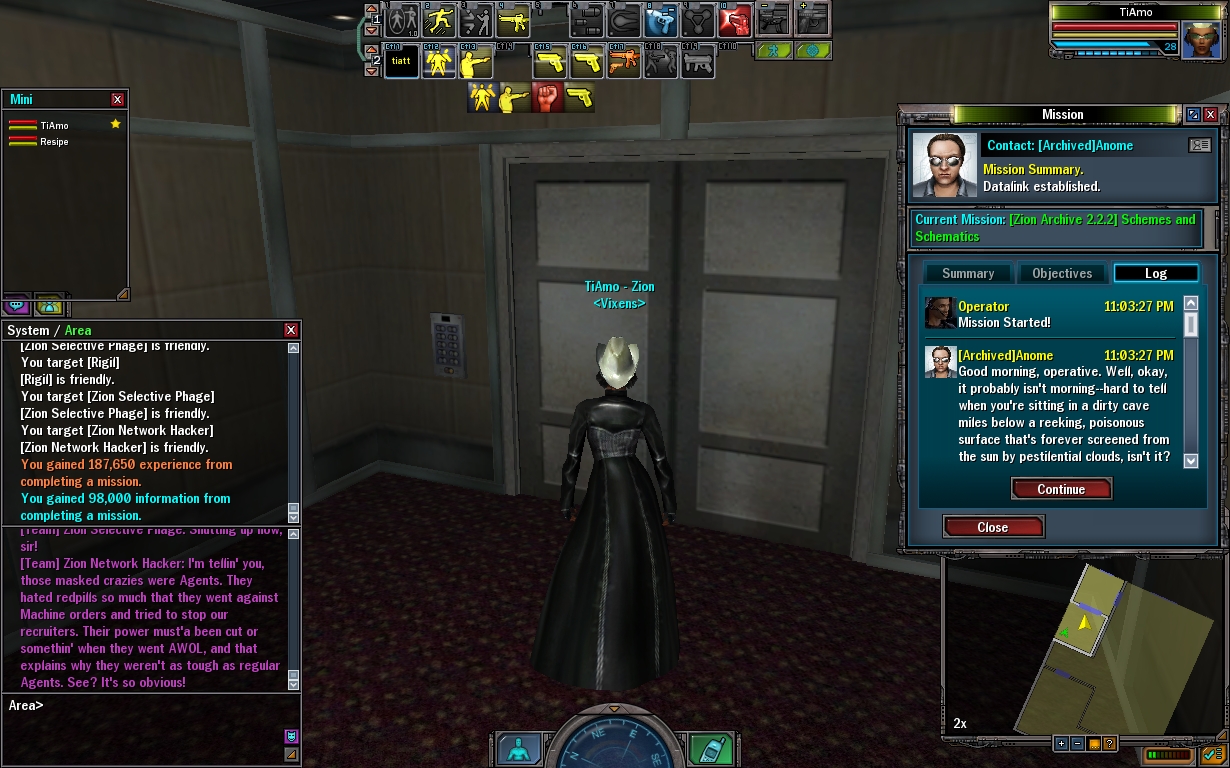 1
2
tiatt
TiAmo
28
Mini
TiAmo
Resipe
Mission
Contact: [Archived]Anome
Mission Summary.
Datalink established.
Current Mission: [Zion Archive 2.2.2] Schemes and
Schematics
Summary Objectives Log
Operator 11:03:27 PM
Mission Started!
[Archived]Anome 11:03:27 PM
Good morning, operative. Well, okay,
it probably isn't morning--hard to tell
when you're sitting in a dirty cave
miles below a reeking, poisonous
surface that's forever screened from
the sun by pestilential clouds, isn't it?
Continue
Close
TiAmo - Zion
<Vixens>
System / Area
[Zion Selective Phage] is friendly.
You target [Rigil]
[Rigil] is friendly.
You target [Zion Selective Phage]
[Zion Selective Phage] is friendly.
You target [Zion Network Hacker]
[Zion Network Hacker] is friendly.
You gained 187,650 experience from
completing a mission.
You gained 98,000 information from
completing a mission.
[Team] Zion Selective Phage: Shutting up now,
sir!
[Team] Zion Network Hacker: I'm tellin' you,
those masked crazies were Agents. They
hated redpills so much that they went against
Machine orders and tried to stop our
recruiters. Their power must'a been cut or
somethin' when they went AWOL, and that
explains why they weren't as tough as regular
Agents. See? It's so obvious!
Area>
N NE E SE
2x